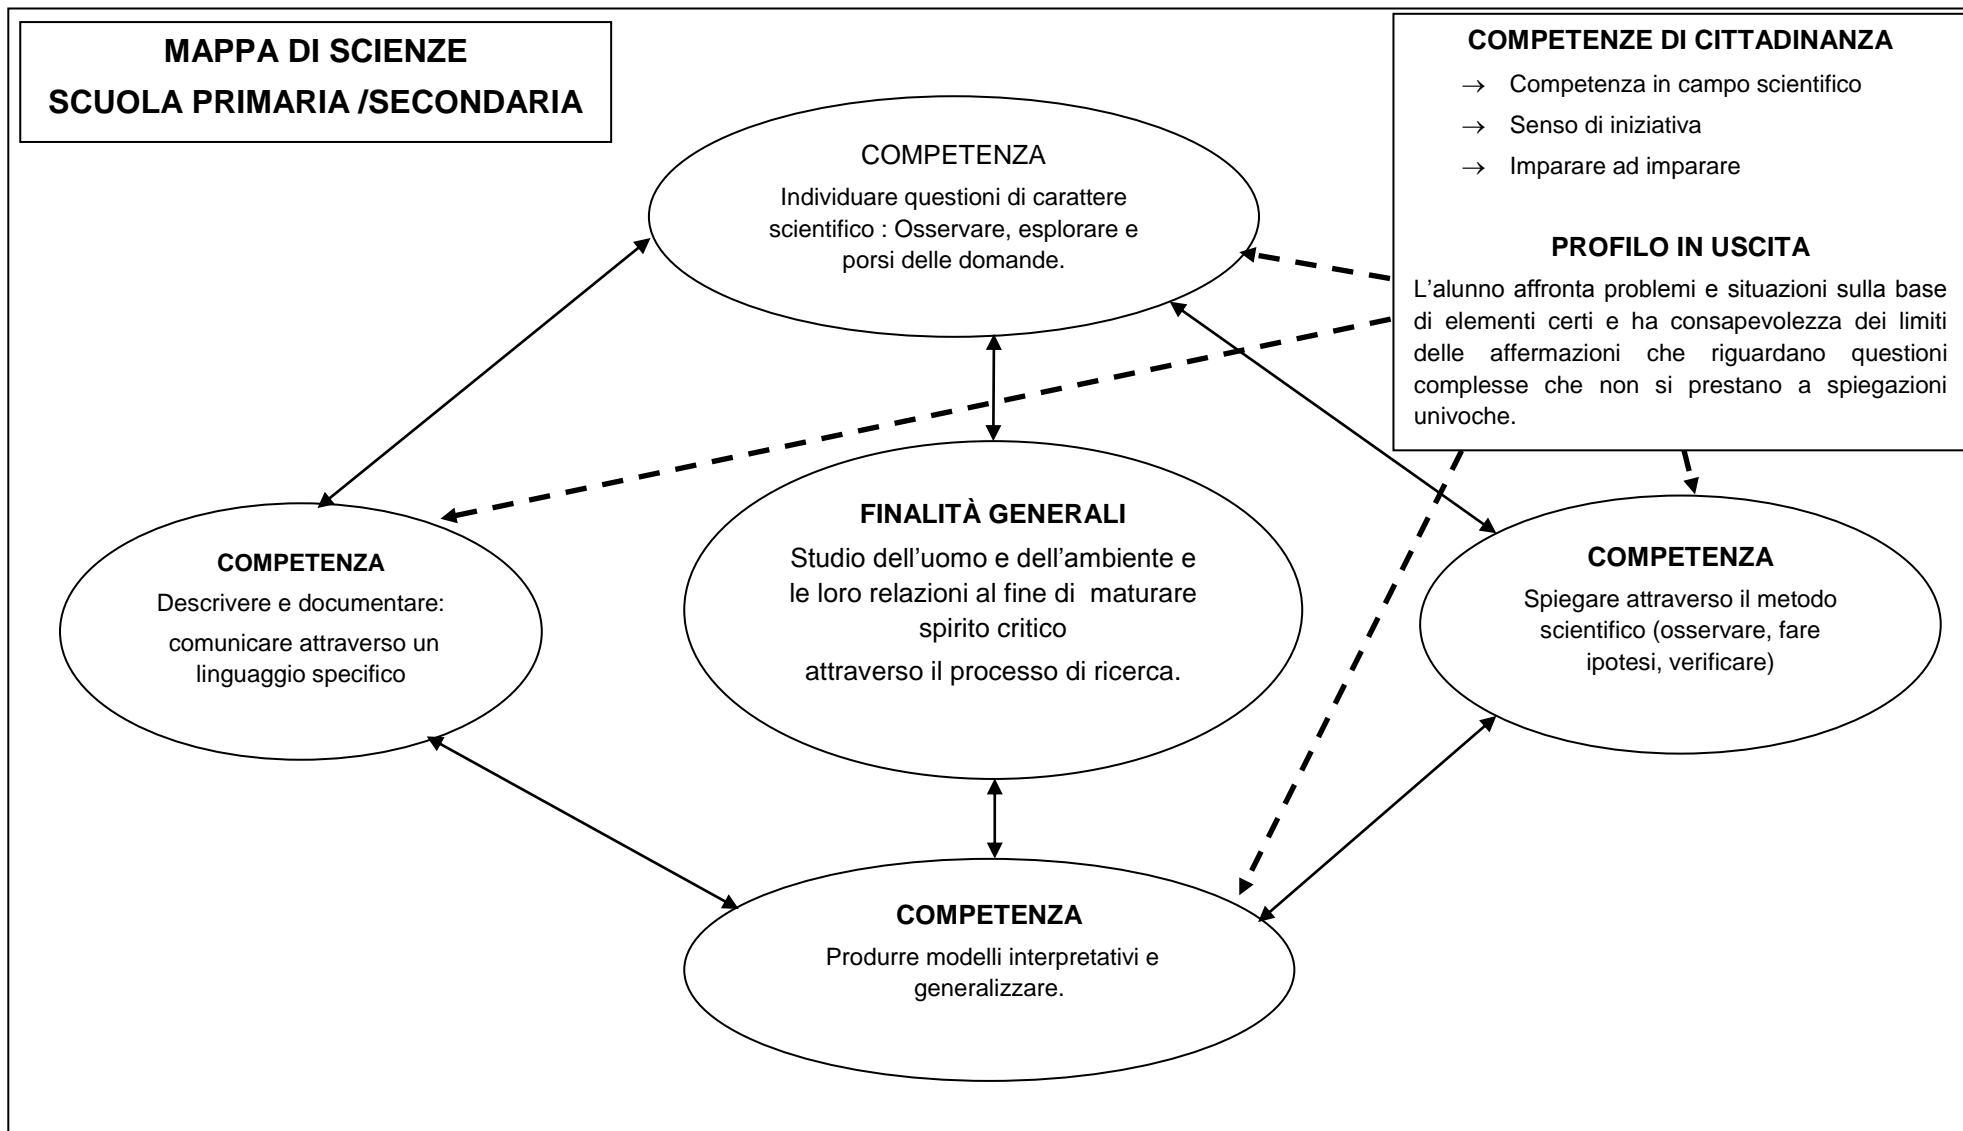 MAPPA DI SCIENZE
SCUOLA PRIMARIA /SECONDARIA
COMPETENZE DI CITTADINANZA
→ Competenza in campo scientifico
→ Senso di iniziativa
→ Imparare ad imparare
PROFILO IN USCITA
L’alunno affronta problemi e situazioni sulla base
di elementi certi e ha consapevolezza dei limiti
delle affermazioni che riguardano questioni
complesse che non si prestano a spiegazioni
univoche.
COMPETENZA
Individuare questioni di carattere
scientifico : Osservare, esplorare e
porsi delle domande.
COMPETENZA
Descrivere e documentare:
comunicare attraverso un
linguaggio specifico
FINALITÀ GENERALI
Studio dell’uomo e dell’ambiente e
le loro relazioni al fine di maturare
spirito critico
attraverso il processo di ricerca.
COMPETENZA
Spiegare attraverso il metodo
scientifico (osservare, fare
ipotesi, verificare)
COMPETENZA
Produrre modelli interpretativi e
generalizzare.